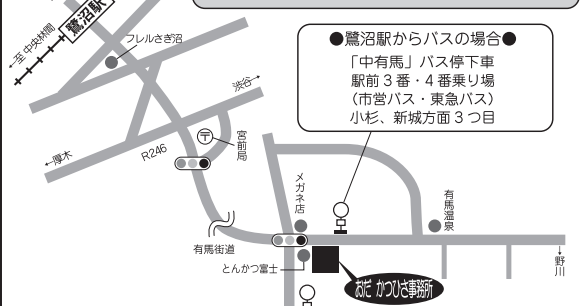 鷺沼駅
←至 中央林間
フレルさぎ沼
●鷺沼駅からバスの場合●
「中有馬」バス停下車
駅前3番・4番乗り場
（市営バス・東急バス）
小杉、新城方面3つ目
渋谷→
←厚木
R246
〒
宮前局
メガネ店
有馬温泉
有馬街道
とんかつ富士
→野川
おだ かつひさ事務所